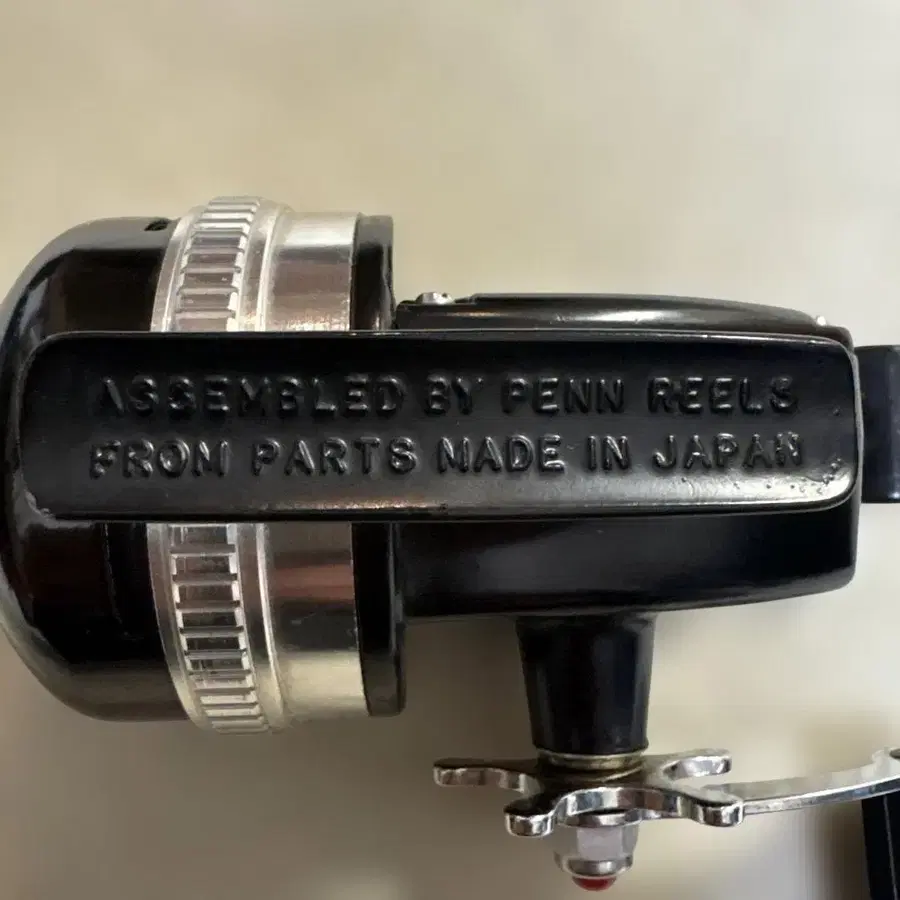 ASSEMBLED BY PENN REELS
FROM PARTS MADE IN JAPAN